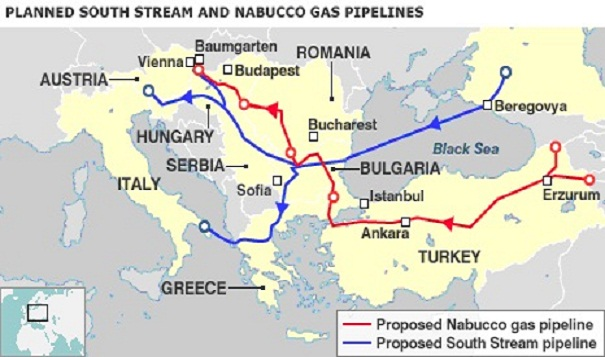 PLANNED SOUTH STREAM AND NABUCCO GAS PIPELINES
Baumgarten
ROMANIA
Vienna
Budapest
AUSTRIA
Beregovya
Bucharest
HUNGARY
Black Sea
SERBIA
BULGARIA
ITALY
Sofia
Istanbul
Erzurum
Ankara
TURKEY
GREECE
Proposed Nabucco gas pipeline
Proposed South Stream pipeline